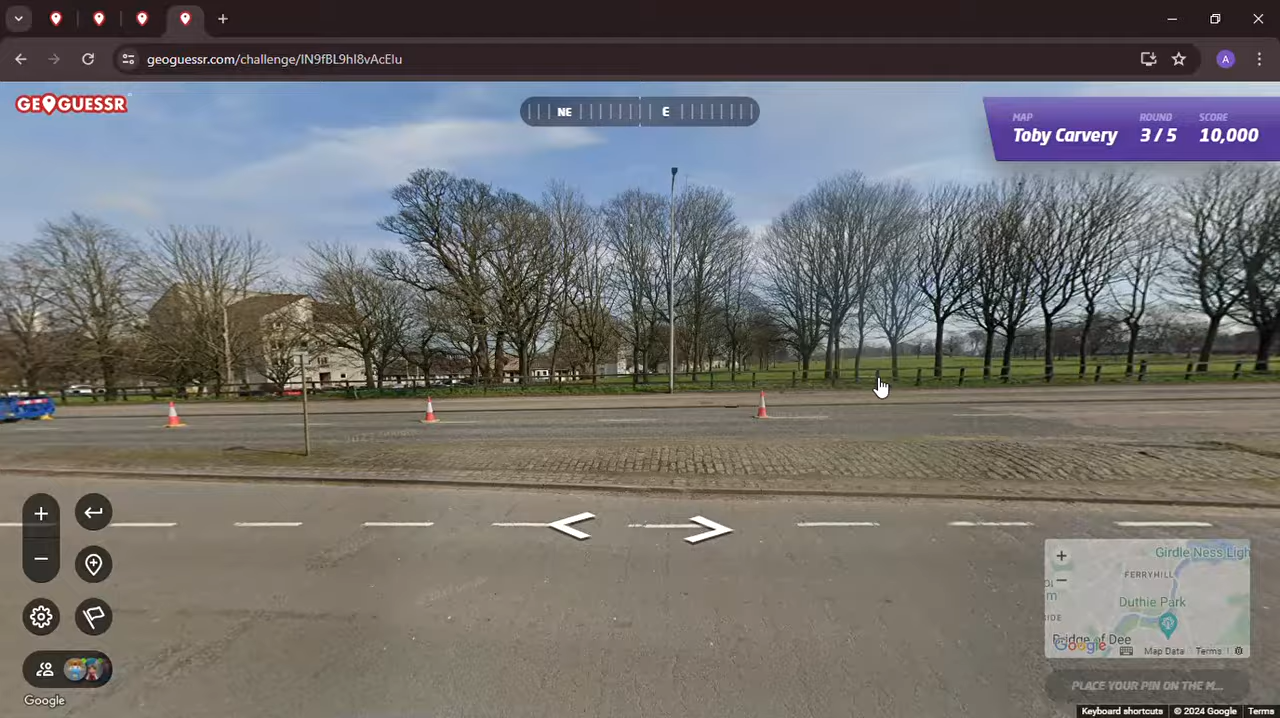 geoguessr.com/challenge/lN9fBL9hI8vAcElu
A
GEOGUESSR
NE
E
MAP
ROUND
SCORE
Toby Carvery
3 / 5
10,000
Girdle Ness Ligh
FERRYHILL
Duthie Park
Bridge of Dee
Google
Map Data
Terms
PLACE YOUR PIN ON THE M...
Google
Keyboard shortcuts
© 2024 Google
Terms